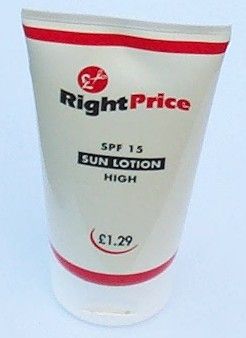 £
RightPrice
SPF 15
SUN LOTION
HIGH
£1.29